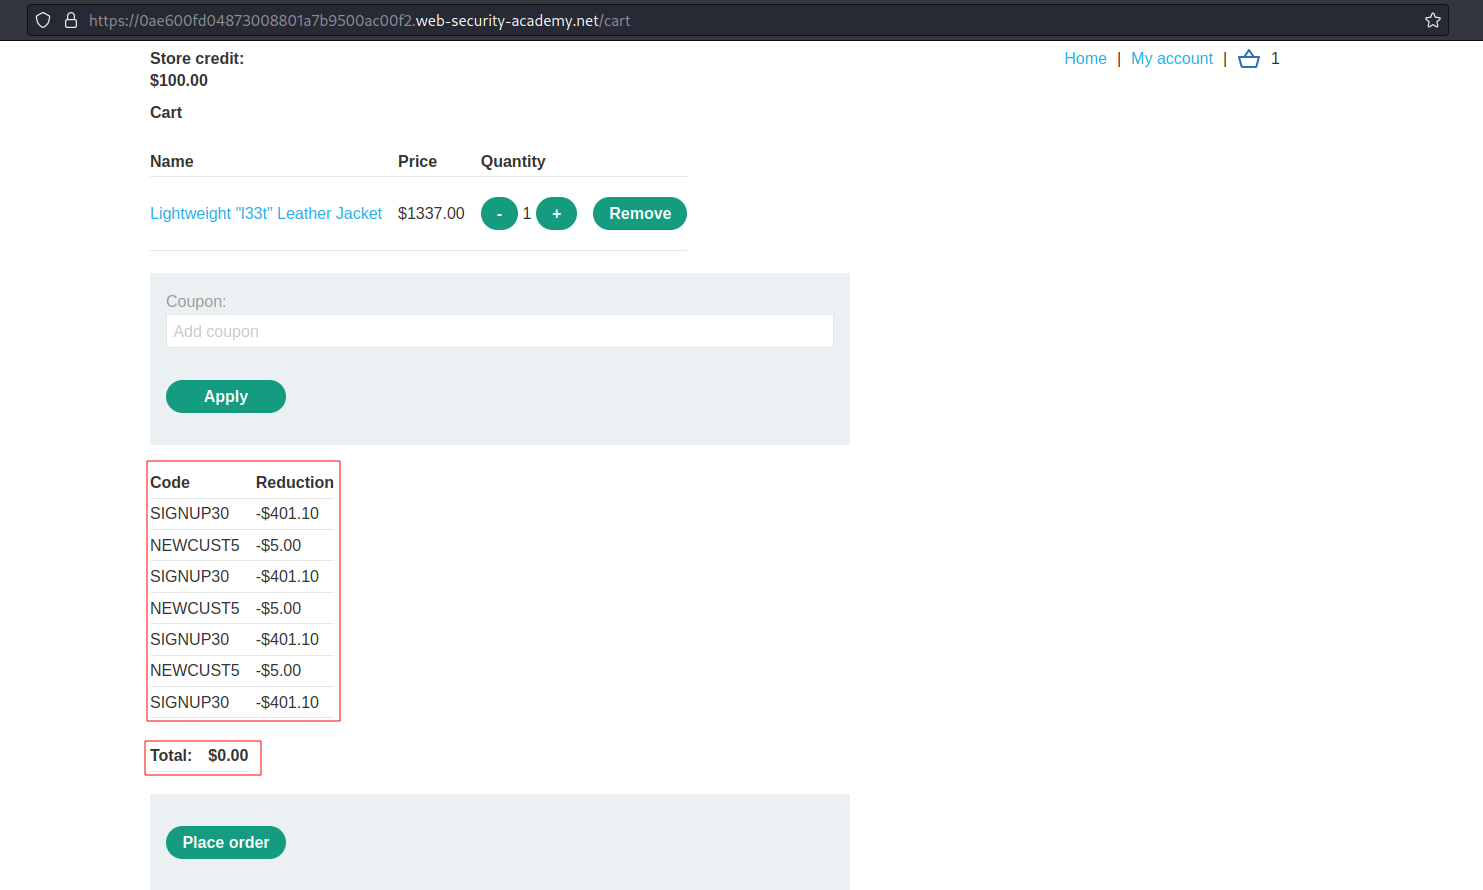 https://0ae600fd04873008801a7b9500ac00f2.web-security-academy.net/cart
Store credit:
$100.00
Home | My account | 1
Cart
Name Price Quantity
Lightweight "l33t" Leather Jacket $1337.00 - 1 + Remove
Coupon:
Add coupon
Apply
Code Reduction
SIGNUP30 -$401.10
NEWCUST5 -$5.00
SIGNUP30 -$401.10
NEWCUST5 -$5.00
SIGNUP30 -$401.10
NEWCUST5 -$5.00
SIGNUP30 -$401.10
Total: $0.00
Place order